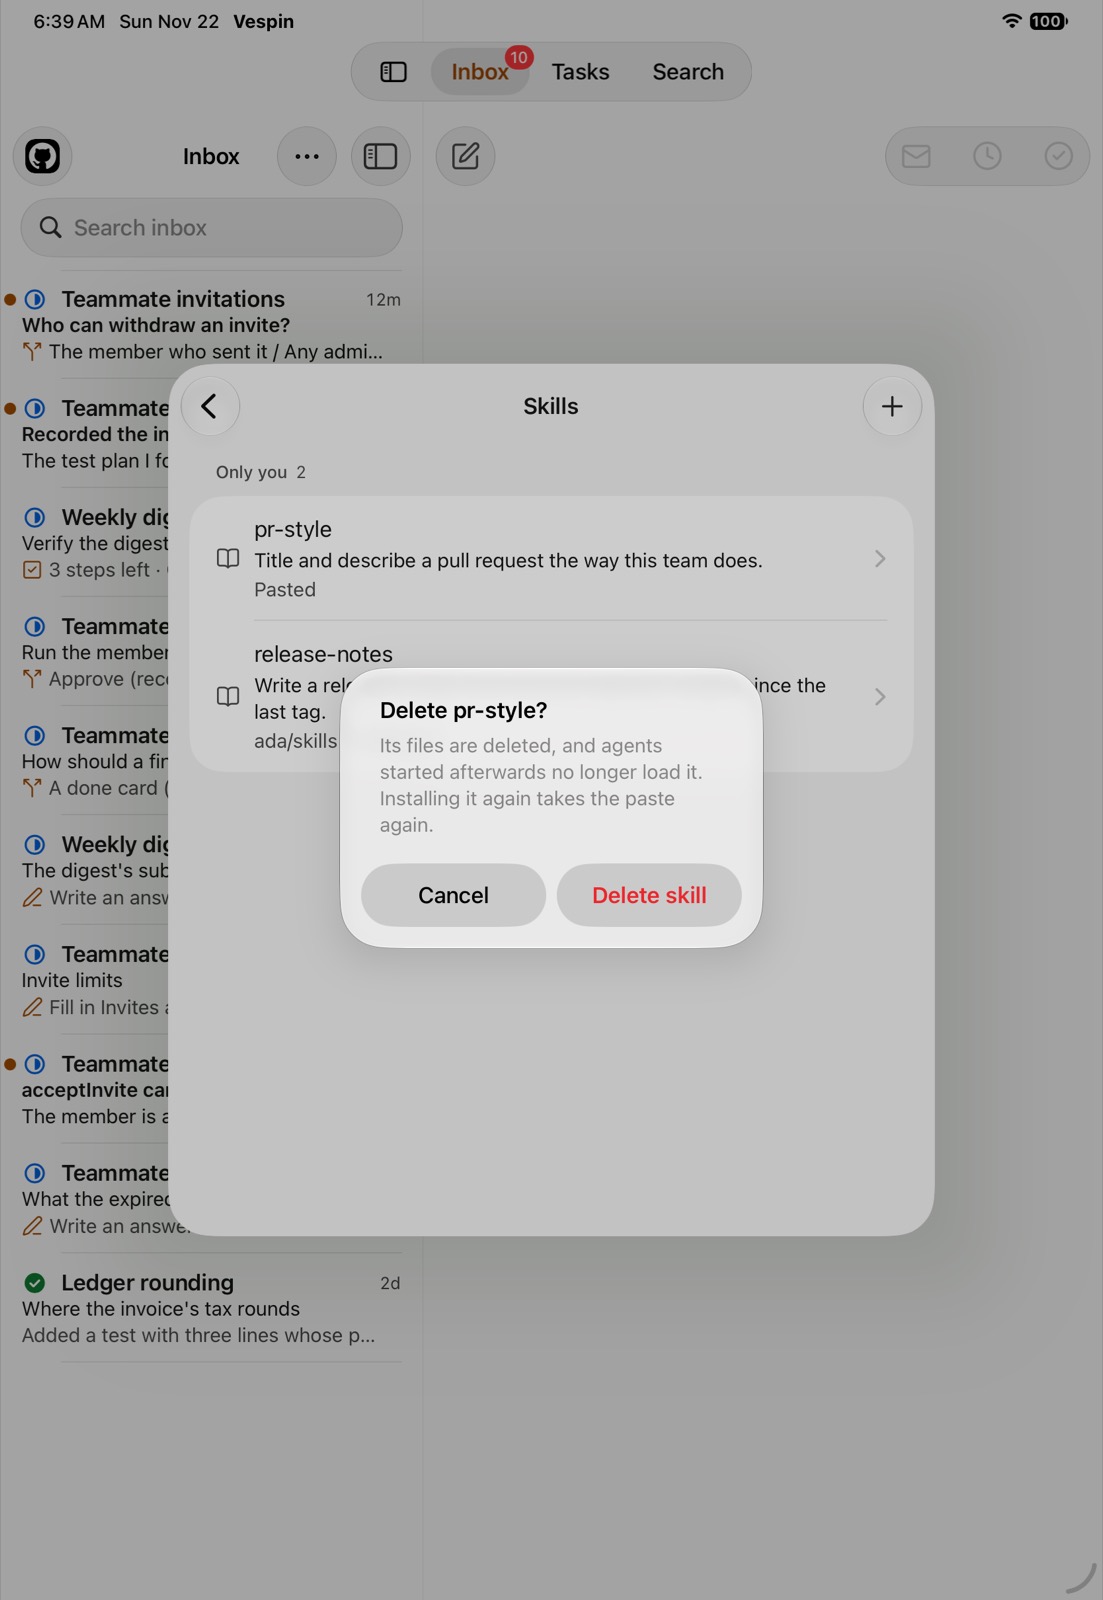 6:39 AM Sun Nov 22 Vespin
100
Inbox 10 Tasks Search
Inbox
Search inbox
Teammate invitations 12m
Who can withdraw an invite?
The member who sent it / Any admi...
Teammate
Recorded the in
The test plan I fo
Weekly dig
Verify the digest
3 steps left ·
Teammate
Run the member
Approve (reco
Teammate
How should a fin
A done card (
Weekly dig
The digest's sub
Write an answ
Teammate
Invite limits
Fill in Invites a
Teammate
acceptInvite can
The member is a
Teammate
What the expired
Write an answe
Ledger rounding 2d
Where the invoice's tax rounds
Added a test with three lines whose p...
Skills
Only you 2
pr-style
Title and describe a pull request the way this team does.
Pasted
release-notes
Write a rele ince the
last tag.
ada/skills
Delete pr-style?
Its files are deleted, and agents
started afterwards no longer load it.
Installing it again takes the paste
again.
Cancel Delete skill